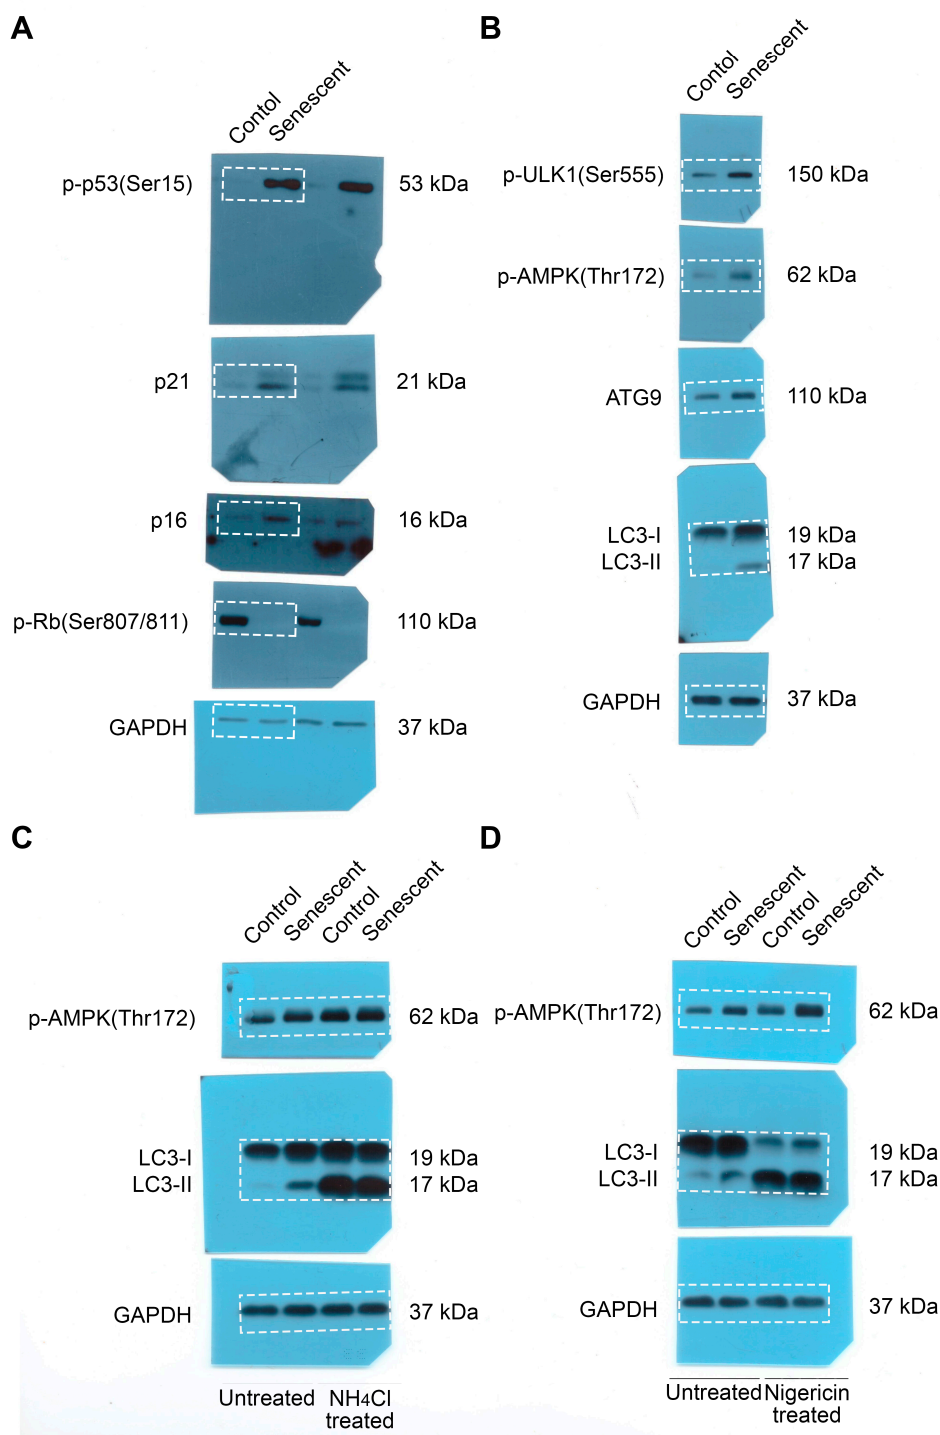 A
Contol
Senescent
p-p53(Ser15)
53 kDa
p21
21 kDa
p16
16 kDa
p-Rb(Ser807/811)
110 kDa
GAPDH
37 kDa
B
Contol
Senescent
p-ULK1(Ser555)
150 kDa
p-AMPK(Thr172)
62 kDa
ATG9
110 kDa
LC3-I
19 kDa
LC3-II
17 kDa
GAPDH
37 kDa
C
Control
Senescent
Control
Senescent
p-AMPK(Thr172)
62 kDa
LC3-I
19 kDa
LC3-II
17 kDa
GAPDH
37 kDa
Untreated
NH4Cl
treated
D
Control
Senescent
Control
Senescent
p-AMPK(Thr172)
62 kDa
LC3-I
19 kDa
LC3-II
17 kDa
GAPDH
37 kDa
Untreated
Nigericin
treated